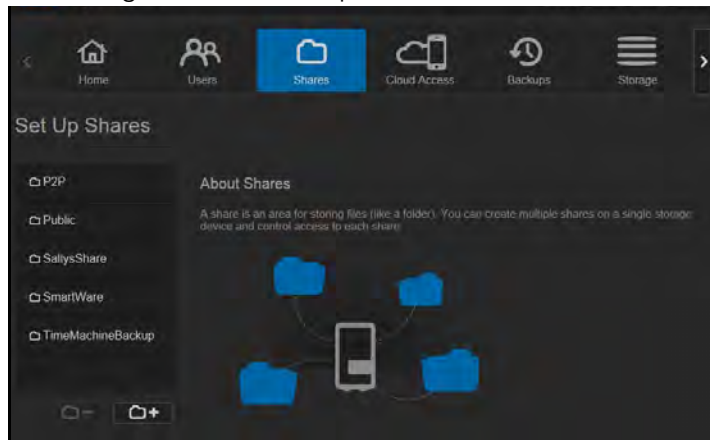 Home
Users
Shares
Cloud Access
Backups
Storage
Set Up Shares
P2P
Public
SallysShare
SmartWare
TimeMachineBackup
About Shares
A share is an area for storing files (like a folder). You can create multiple shares on a single storage
device and control access to each share.